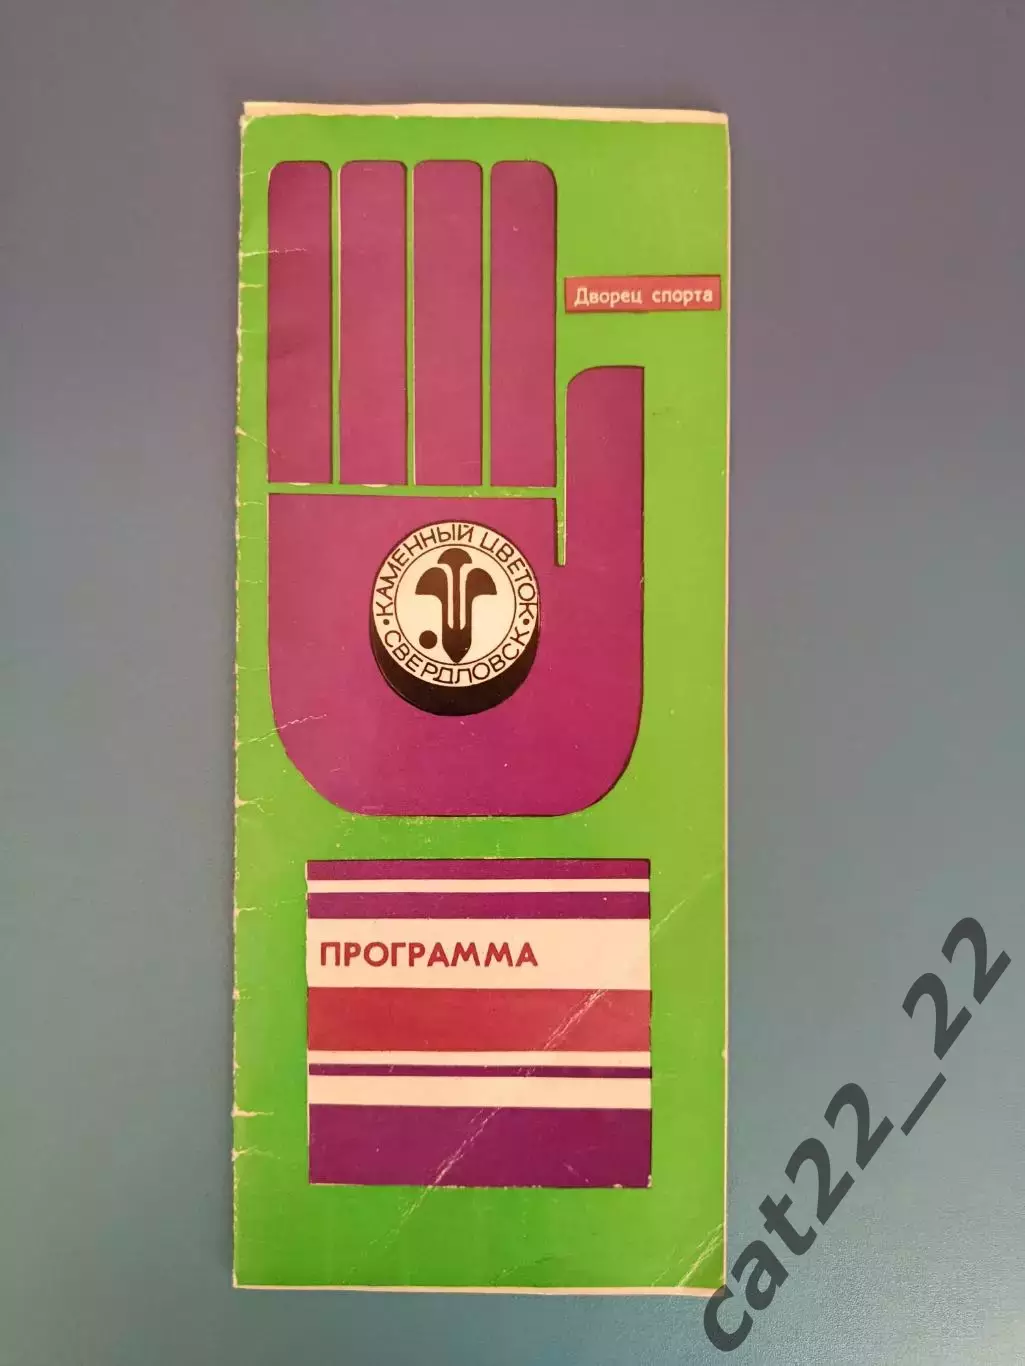 Дворец спорта
• КАМЕННЫЙ ЦВЕТОК •
СВЕРДЛОВСК
ПРОГРАММА
cat22_22